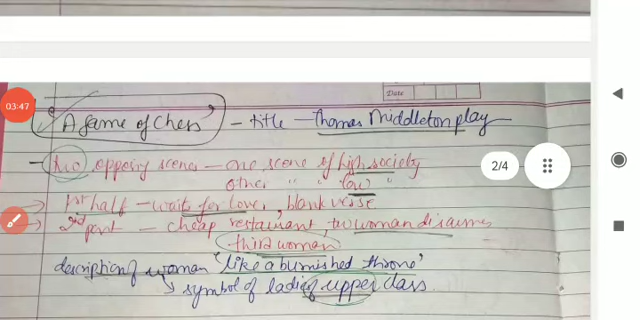 Date
03:47
'A Game of Chess' - title - Thomas Middleton play
2/4
- Two opposing scenes - one scene of high society
other " " low "
→ 1st half - waits for lover, blank verse
→ 2nd part - cheap restaurant, two woman discuss
third woman
description of woman 'like a burnished throne'
↳ symbol of ladies of upper class